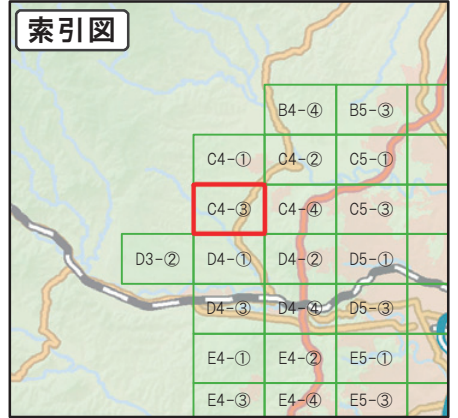 索引図
B4-④ B5-③
C4-① C4-② C5-①
C4-③ C4-④ C5-③
D3-② D4-① D4-② D5-①
D4-③ D4-④ D5-③
E4-① E4-② E5-①
E4-③ E4-④ E5-③